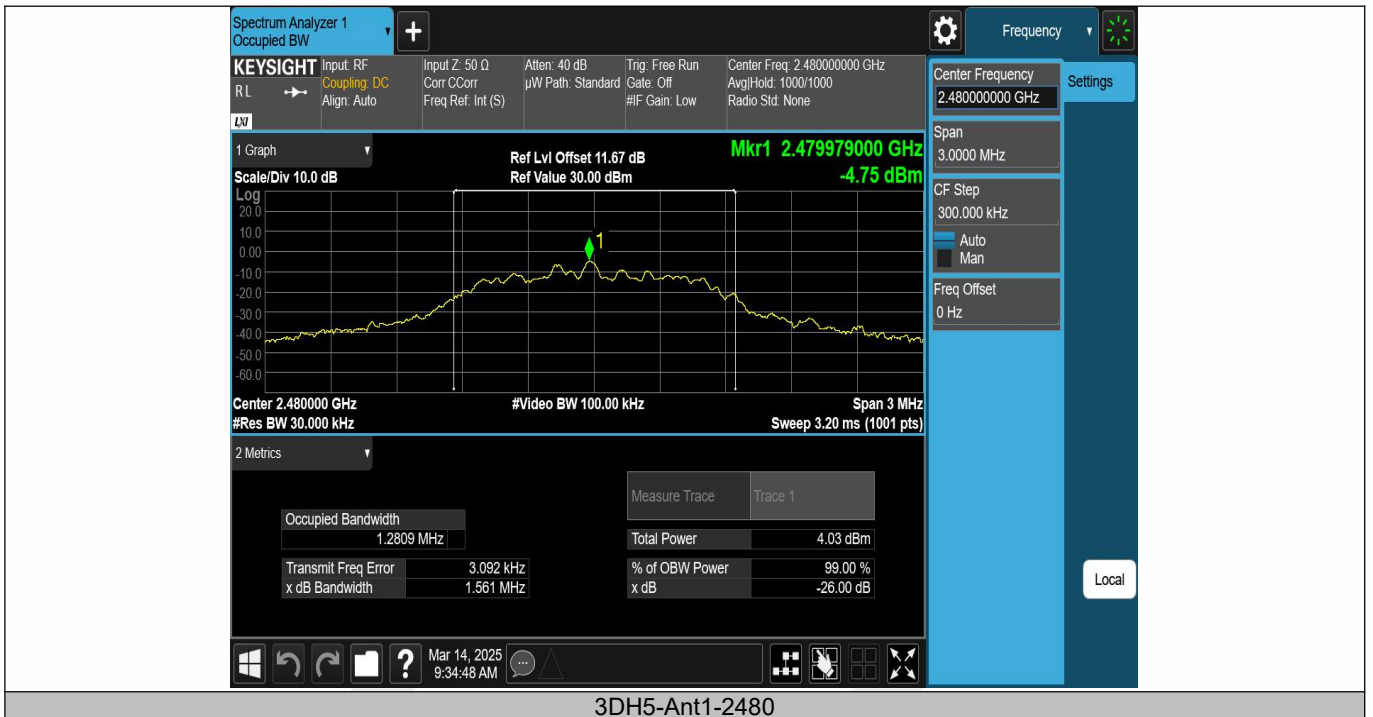 Spectrum Analyzer 1
Occupied BW
+
Frequency
KEYSIGHT
RL
LXI
Input: RF
Coupling: DC
Align: Auto
Input Z: 50 Ω
Corr CCorr
Freq Ref: Int (S)
Atten: 40 dB
µW Path: Standard
Trig: Free Run
Gate: Off
#IF Gain: Low
Center Freq: 2.480000000 GHz
Avg|Hold: 1000/1000
Radio Std: None
Center Frequency
2.480000000 GHz
Settings
Span
3.0000 MHz
CF Step
300.000 kHz
Auto
Man
Freq Offset
0 Hz
Local
1 Graph
Scale/Div 10.0 dB
Ref Lvl Offset 11.67 dB
Ref Value 30.00 dBm
Mkr1 2.479979000 GHz
-4.75 dBm
Log
20.0
10.0
0.00
-10.0
-20.0
-30.0
-40.0
-50.0
-60.0
1
Center 2.480000 GHz
#Video BW 100.00 kHz
Span 3 MHz
#Res BW 30.000 kHz
Sweep 3.20 ms (1001 pts)
2 Metrics
Measure Trace Trace 1
Occupied Bandwidth
1.2809 MHz
Total Power 4.03 dBm
Transmit Freq Error 3.092 kHz
% of OBW Power 99.00 %
x dB Bandwidth 1.561 MHz
x dB -26.00 dB
?
Mar 14, 2025
9:34:48 AM
3DH5-Ant1-2480